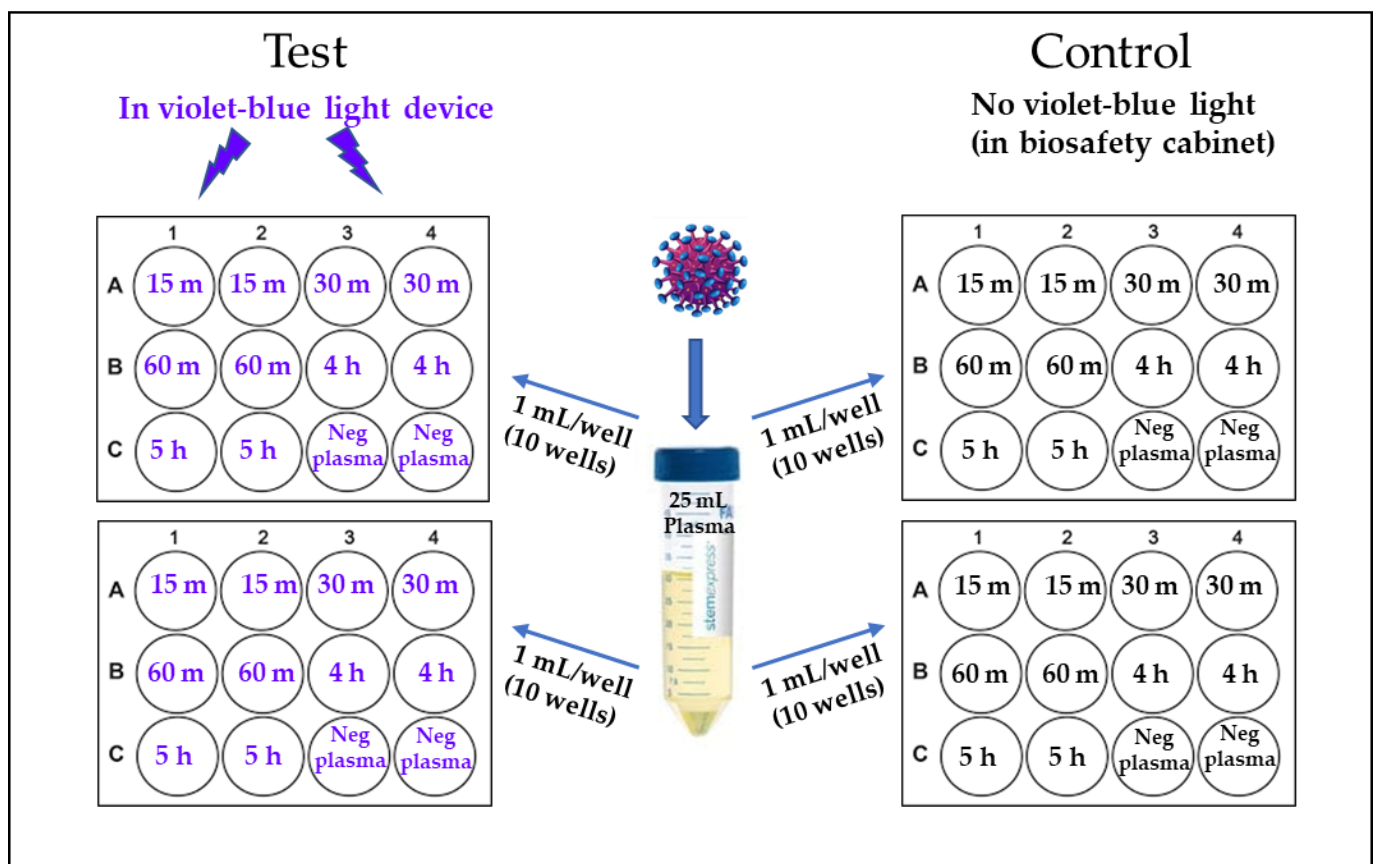 Test
In violet-blue light device
Control
No violet-blue light
(in biosafety cabinet)
1 2 3 4
A 15 m 15 m 30 m 30 m
B 60 m 60 m 4 h 4 h
C 5 h 5 h Neg plasma Neg plasma
1 2 3 4
A 15 m 15 m 30 m 30 m
B 60 m 60 m 4 h 4 h
C 5 h 5 h Neg plasma Neg plasma
1 mL/well
(10 wells)
1 mL/well
(10 wells)
25 mL
Plasma
FA
stemexpress
1 mL/well
(10 wells)
1 mL/well
(10 wells)
1 2 3 4
A 15 m 15 m 30 m 30 m
B 60 m 60 m 4 h 4 h
C 5 h 5 h Neg plasma Neg plasma
1 2 3 4
A 15 m 15 m 30 m 30 m
B 60 m 60 m 4 h 4 h
C 5 h 5 h Neg plasma Neg plasma